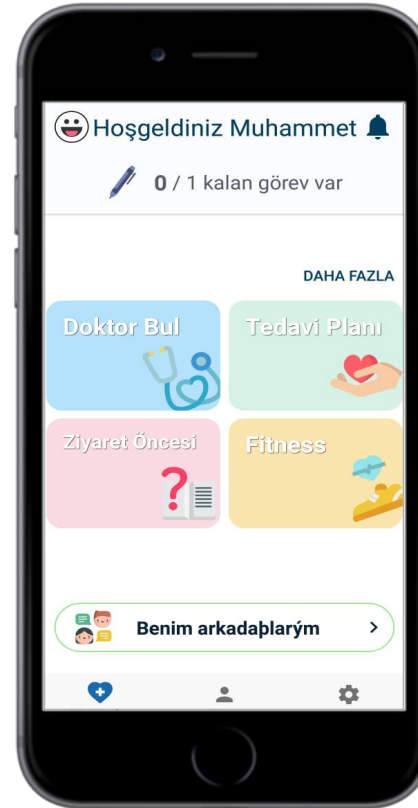 Hoşgeldiniz Muhammet
0 / 1 kalan görev var
DAHA FAZLA
Doktor Bul
Tedavi Planı
Ziyaret Öncesi
Fitness
Benim arkadaþlarým